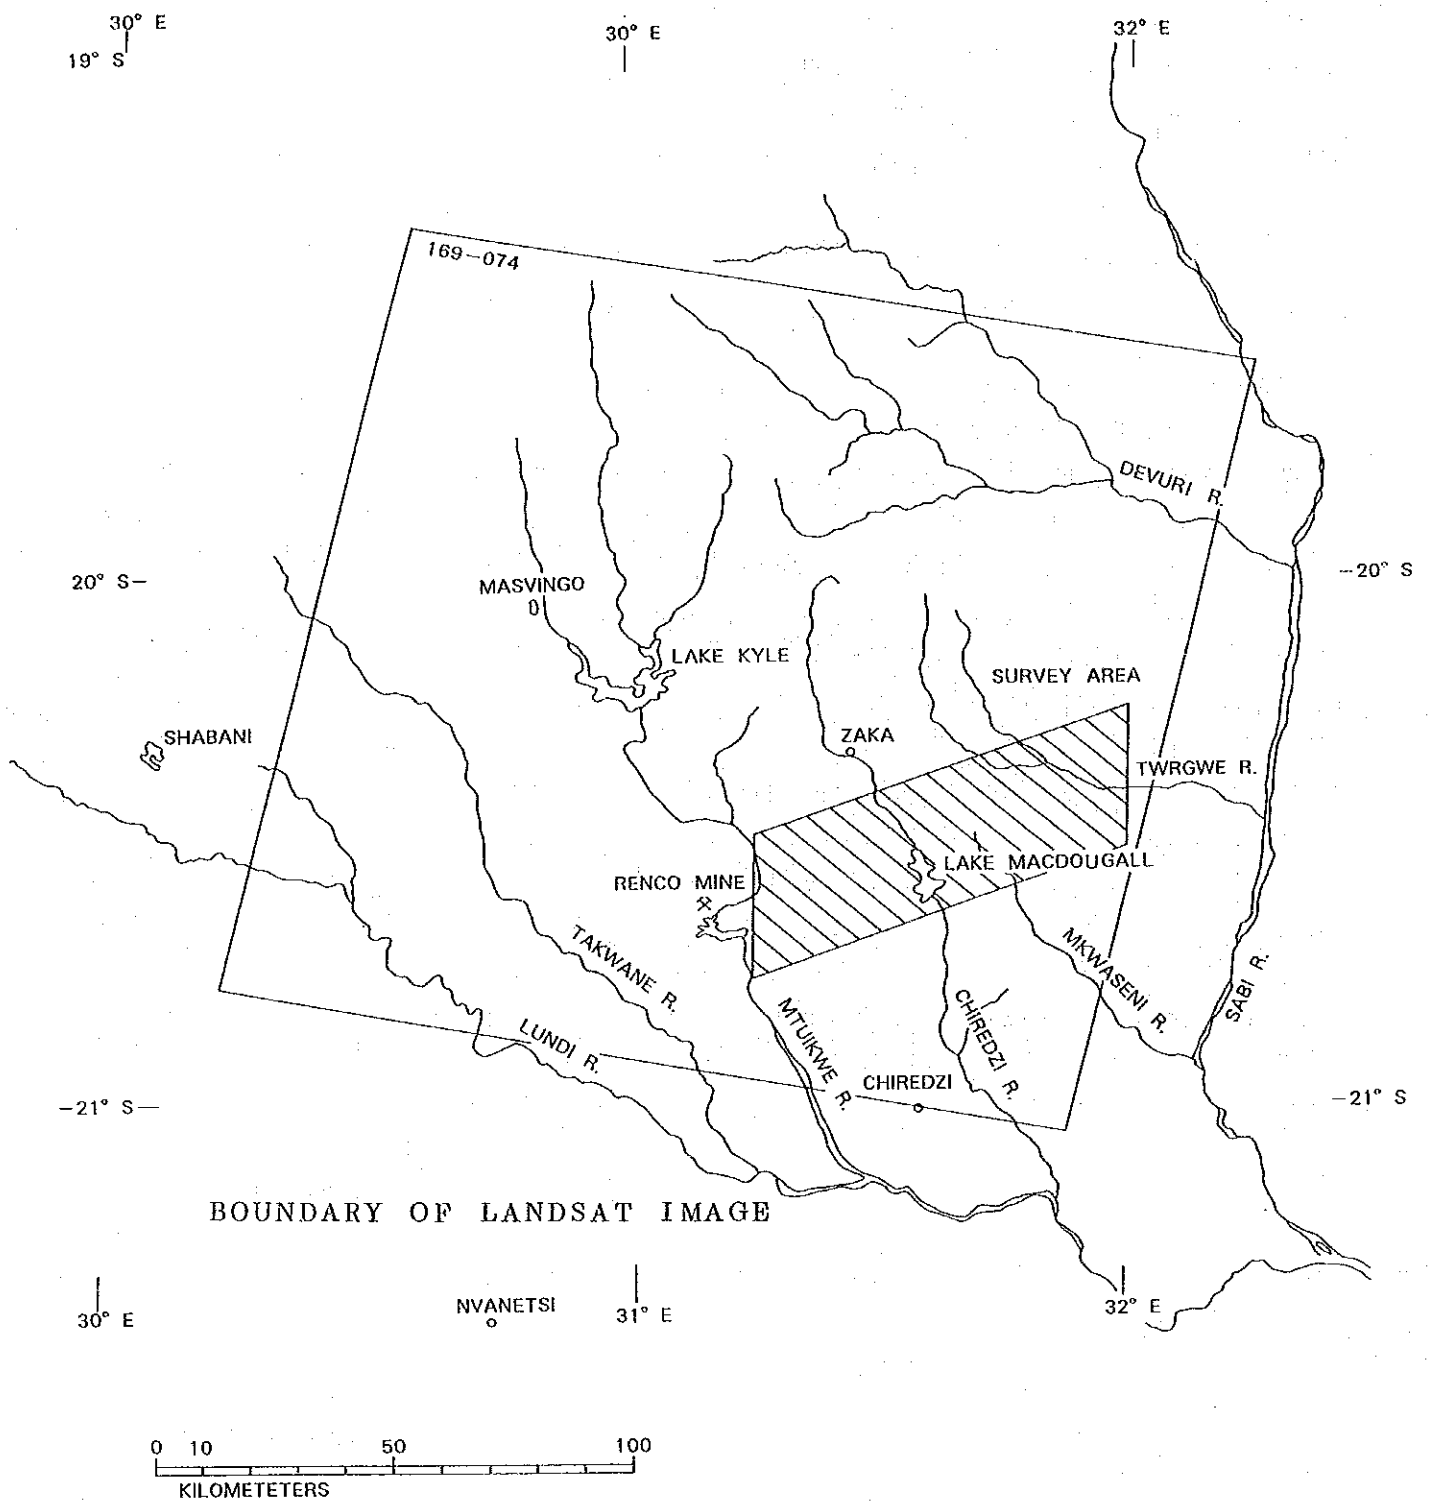 30° E
30° E
32° E
19° S
169-074
DEVURI R.
20° S
-20° S
MASVINGO
LAKE KYLE
SURVEY AREA
SHABANI
ZAKA
TWRGWE R.
LAKE MACDOUGALL
RENCO MINE
TAKWANE R.
MKWASENI R.
SABI R.
LUNDI R.
MTUIKWE R.
CHIREDZI R.
CHIREDZI
-21° S
-21° S
BOUNDARY OF LANDSAT IMAGE
30° E
NVANETSI
31° E
32° E
0 10 50 100
KILOMETETERS